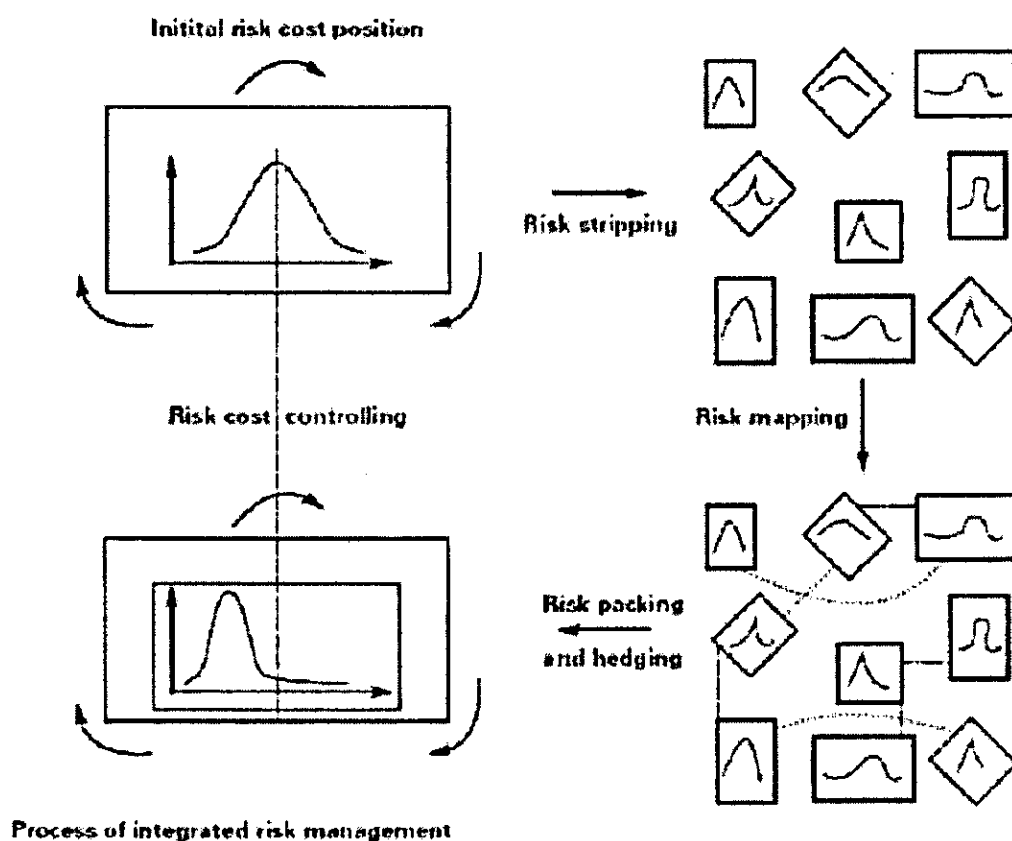 Initital risk cost position
Risk stripping
Risk cost controlling
Risk mapping
Risk packing
and hedging
Process of integrated risk management